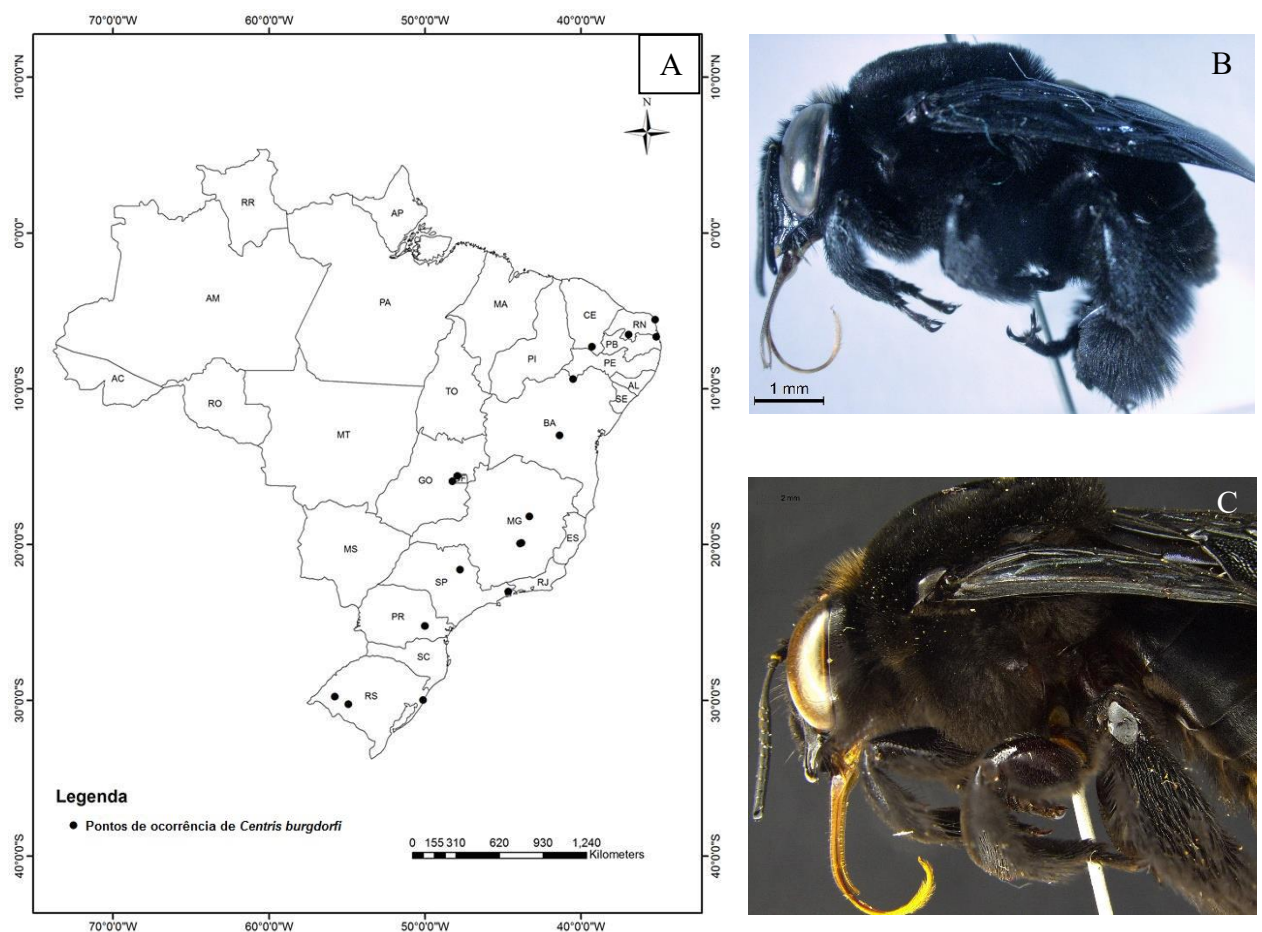 70°0'0"W 60°0'0"W 50°0'0"W 40°0'0"W
A
N
10°0'0"N
0°0'0"
10°0'0"S
20°0'0"S
30°0'0"S
40°0'0"S
10°0'0"N
0°0'0"
10°0'0"S
20°0'0"S
30°0'0"S
40°0'0"S
RR
AP
AM
PA
MA
CE
RN
PB
PI
PE
AC
AL
TO
SE
RO
BA
MT
GO
MG
ES
MS
SP
RJ
PR
SC
RS
Legenda
Pontos de ocorrência de Centris burgdorfi
0 155 310 620 930 1,240
Kilometers
70°0'0"W 60°0'0"W 50°0'0"W 40°0'0"W
B
1 mm
C
2 mm